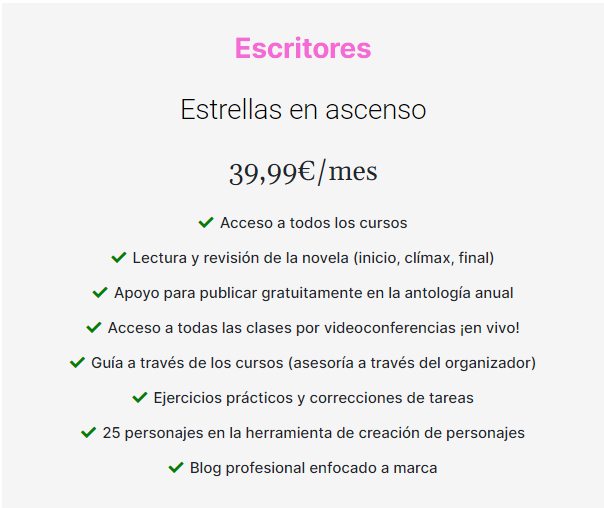 Escritores
Estrellas en ascenso
39,99€/mes
Acceso a todos los cursos
Lectura y revisión de la novela (inicio, clímax, final)
Apoyo para publicar gratuitamente en la antología anual
Acceso a todas las clases por videoconferencias ¡en vivo!
Guía a través de los cursos (asesoría a través del organizador)
Ejercicios prácticos y correcciones de tareas
25 personajes en la herramienta de creación de personajes
Blog profesional enfocado a marca